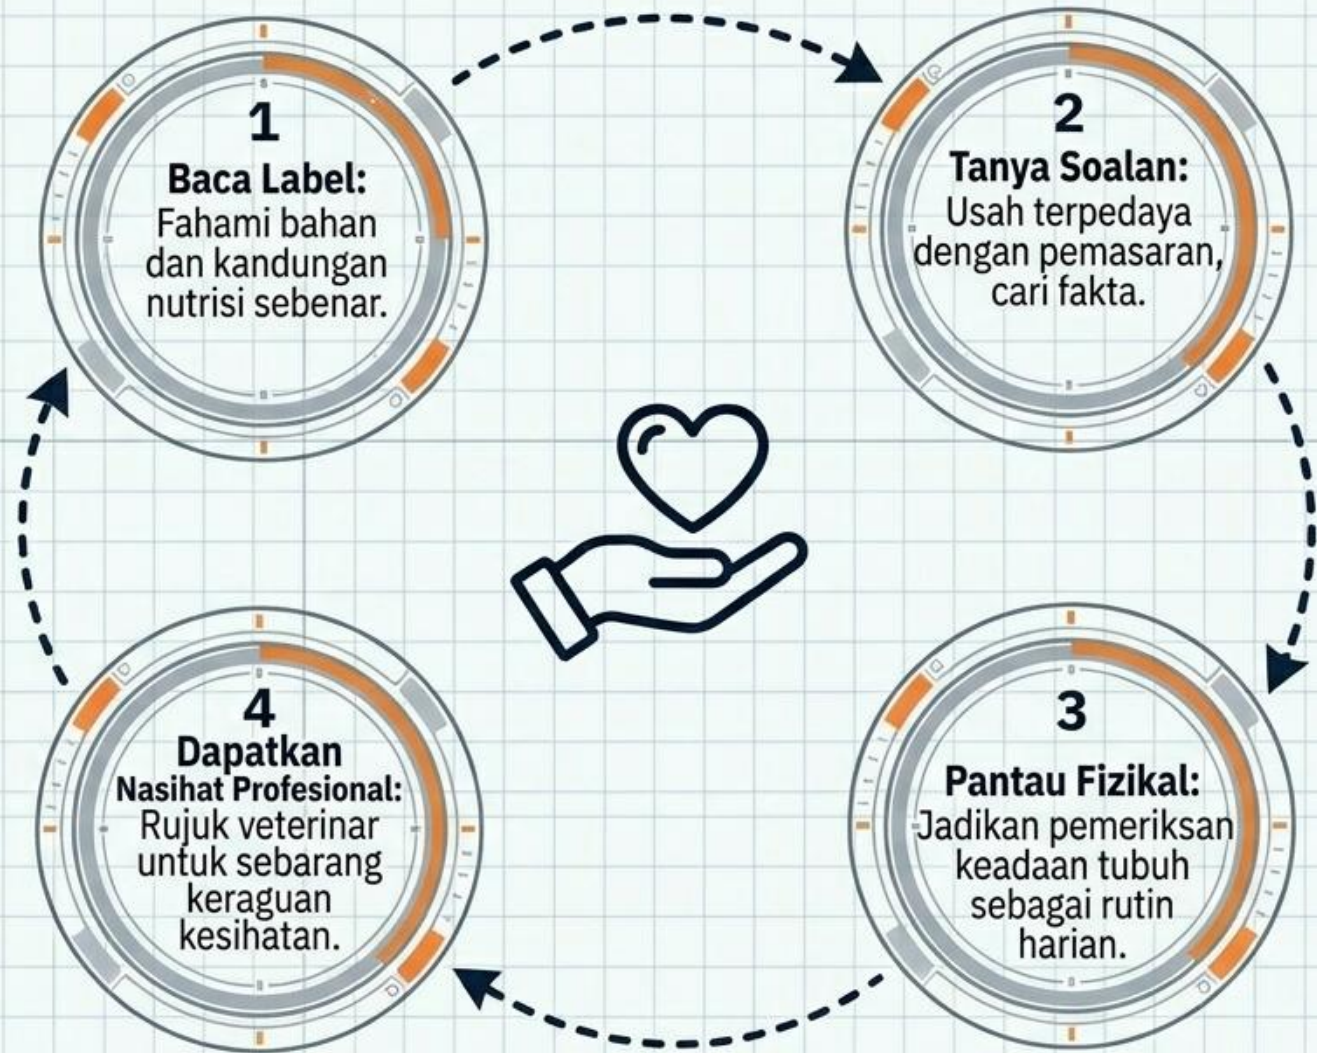 1
Baca Label:
Fahami bahan
dan kandungan
nutrisi sebenar.
2
Tanya Soalan:
Usah terpedaya
dengan pemasaran,
cari fakta.
3
Pantau Fizikal:
Jadikan pemeriksan
keadaan tubuh
sebagai rutin
harian.
4
Dapatkan
Nasihat Profesional:
Rujuk veterinar
untuk sebarang
keraguan
kesihatan.